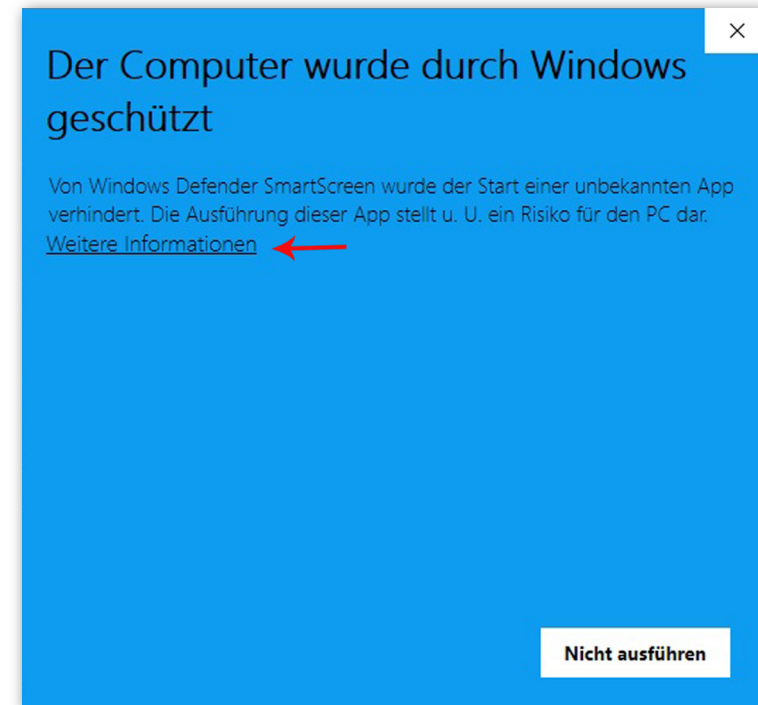 Der Computer wurde durch Windows
geschützt
Von Windows Defender SmartScreen wurde der Start einer unbekannten App
verhindert. Die Ausführung dieser App stellt u. U. ein Risiko für den PC dar.
Weitere Informationen
Nicht ausführen